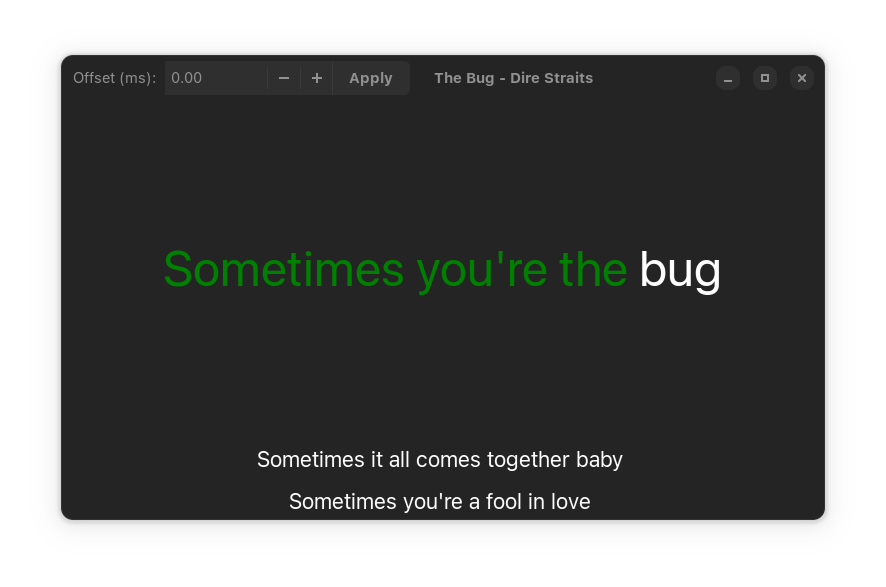 Offset (ms): 0.00 Apply The Bug - Dire Straits
Sometimes you're the bug
Sometimes it all comes together baby
Sometimes you're a fool in love